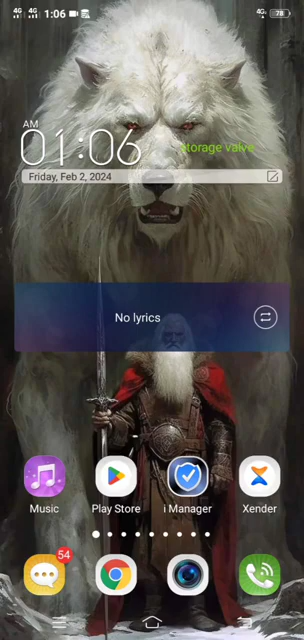 4G 4G 1:06 4G 78
AM
01:06
storage valve
Friday, Feb 2, 2024
No lyrics
Music Play Store i Manager Xender
54